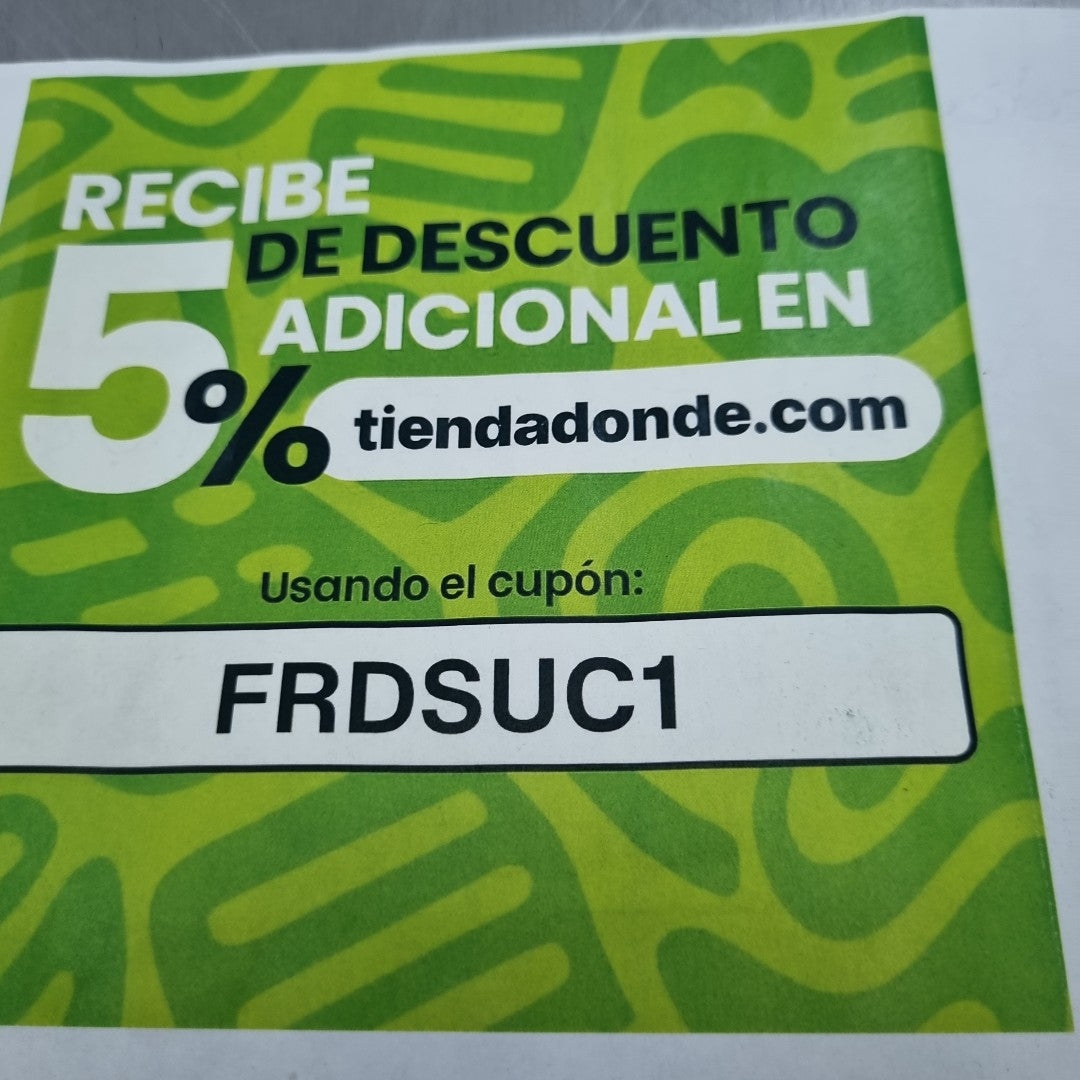 RECIBE
5% DE DESCUENTO
ADICIONAL EN
tiendadonde.com
Usando el cupón:
FRDSUC1